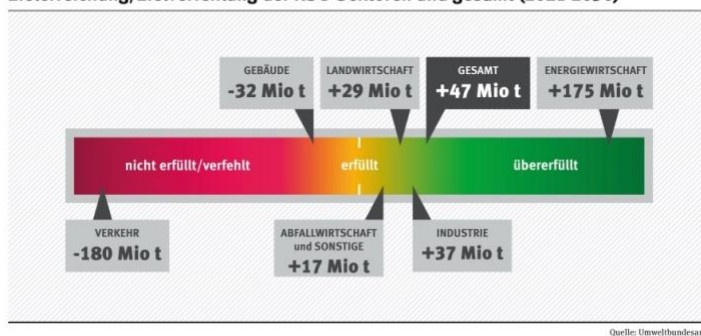 GEBÄUDE
-32 Mio t
LANDWIRTSCHAFT
+29 Mio t
GESAMT
+47 Mio t
ENERGIEWIRTSCHAFT
+175 Mio t
nicht erfüllt/verfehlt
erfüllt
übererfüllt
VERKEHR
-180 Mio t
ABFALLWIRTSCHAFT
und SONSTIGE
+17 Mio t
INDUSTRIE
+37 Mio t
Quelle: